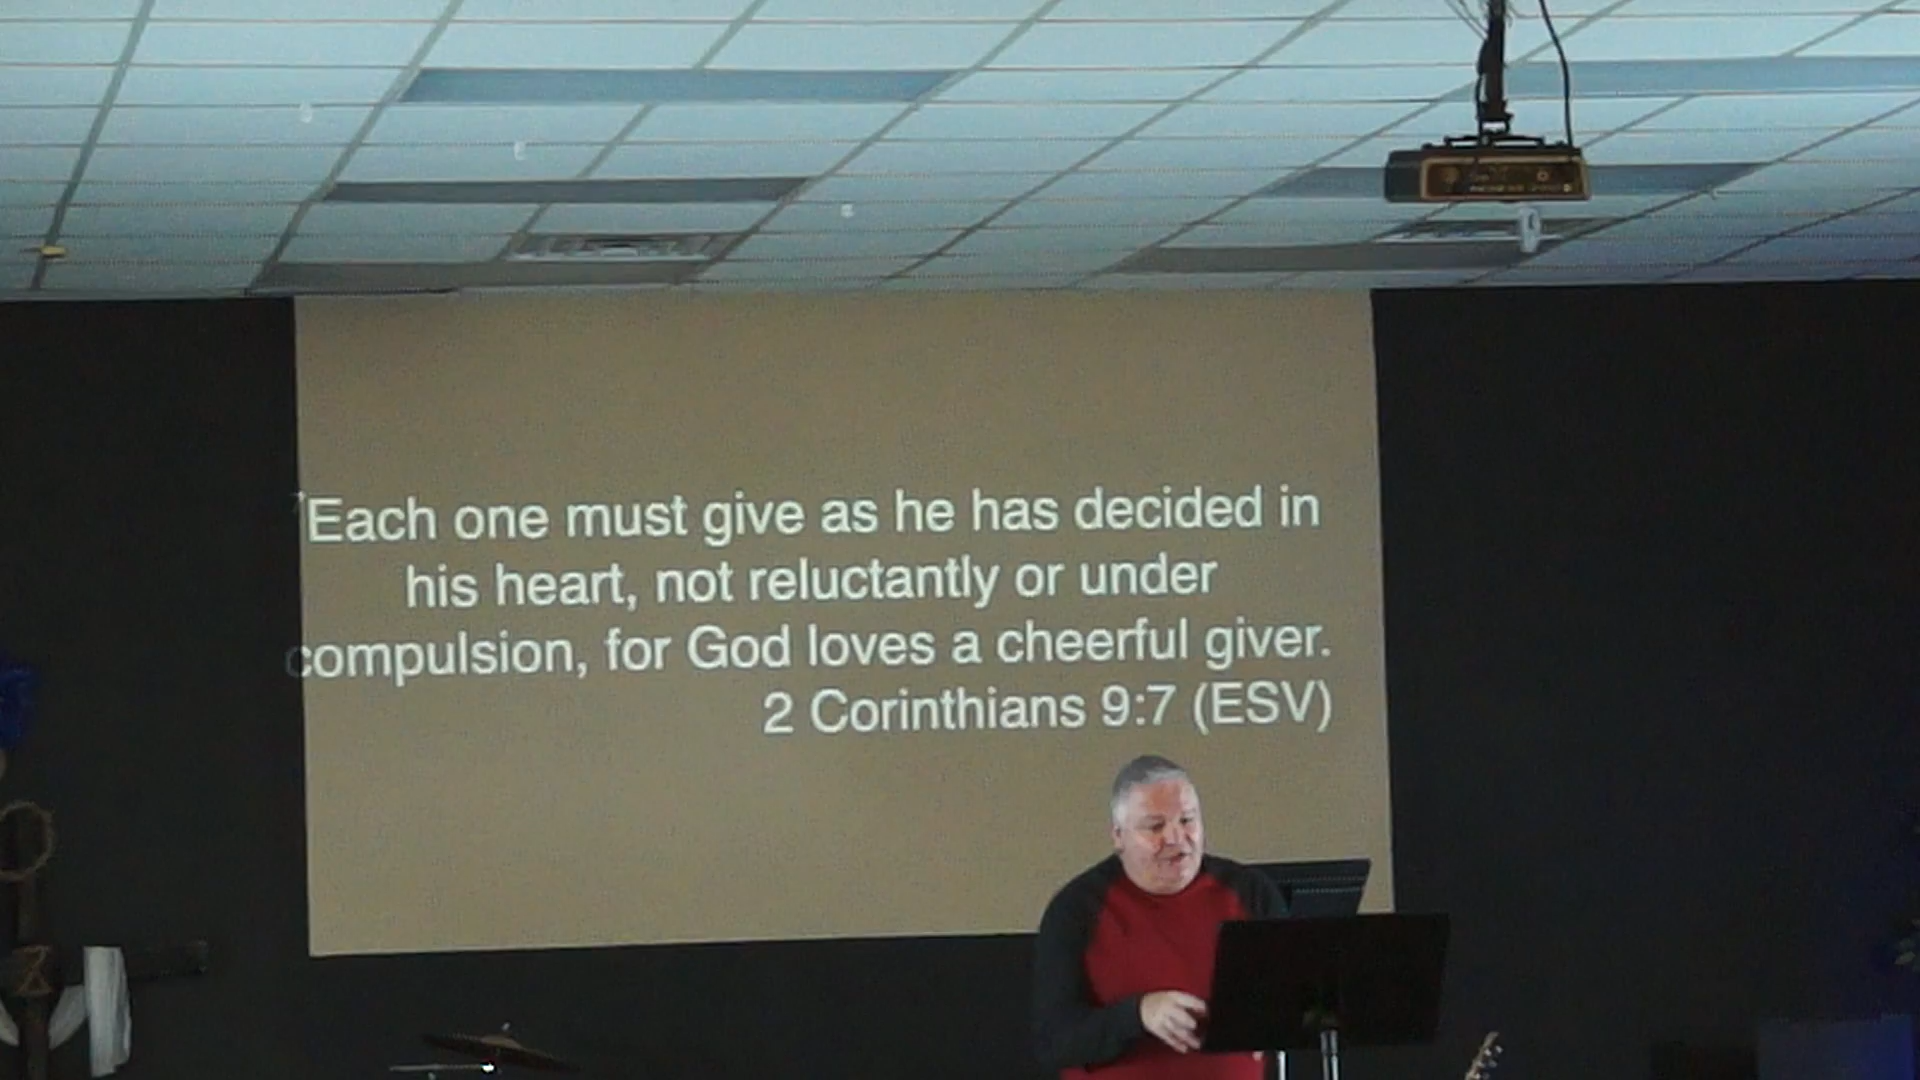 "Each one must give as he has decided in
his heart, not reluctantly or under
compulsion, for God loves a cheerful giver.
2 Corinthians 9:7 (ESV)